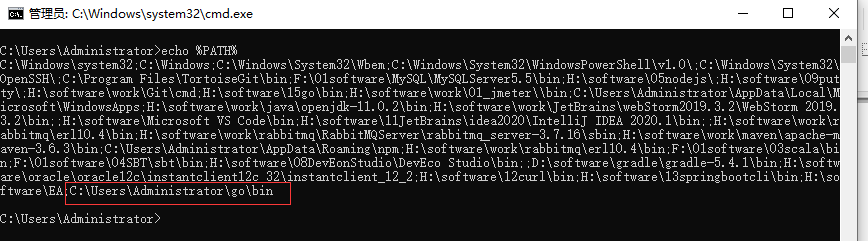 管理员: C:\Windows\system32\cmd.exe
C:\Users\Administrator>echo %PATH%
C:\Windows\system32;C:\Windows;C:\Windows\System32\Wbem;C:\Windows\System32\WindowsPowerShell\v1.0\;C:\Windows\System32\
OpenSSH\;C:\Program Files\TortoiseGit\bin;F:\01software\MySQL\MySQLServer5.5\bin;H:\software\05nodejs\;H:\software\09put
ty\;H:\software\work\Git\cmd;H:\software\15go\bin;H:\software\work\01_jmeter\\bin;C:\Users\Administrator\AppData\Local\M
icrosoft\WindowsApps;H:\software\work\java\openjdk-11.0.2\bin;H:\software\work\JetBrains\webStorm2019.3.2\WebStorm 2019.
3.2\bin;;H:\software\Microsoft VS Code\bin;H:\software\11JetBrains\idea2020\IntelliJ IDEA 2020.1\bin;;H:\software\work\r
abbitmq\erl10.4\bin;H:\software\work\rabbitmq\RabbitMQServer\rabbitmq_server-3.7.16\sbin;H:\software\work\maven\apache-m
aven-3.6.3\bin;C:\Users\Administrator\AppData\Roaming\npm;H:\software\work\rabbitmq\erl10.4\bin;F:\01software\03scala\bi
n;F:\01software\04SBT\sbt\bin;H:\software\08DevEonStudio\DevEco Studio\bin;;D:\software\gradle\gradle-5.4.1\bin;H:\softw
are\oracle\oracle12c\instantclient12c_32\instantclient_12_2;H:\software\12curl\bin;H:\software\13springbootcli\bin;H:\so
ftware\EA;C:\Users\Administrator\go\bin
C:\Users\Administrator>